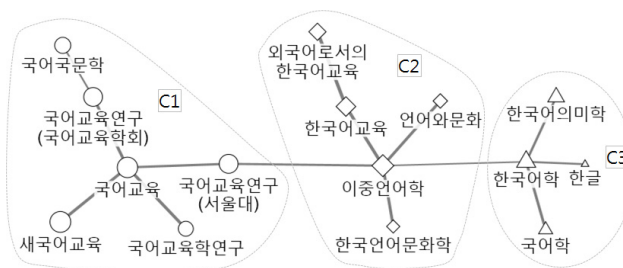 국어국문학
국어교육연구
(국어교육학회)
C1
국어교육
국어교육연구
(서울대)
새국어교육
국어교육학연구
외국어로서의
한국어교육
C2
한국어교육
언어와문화
이중언어학
한국언어문화학
한국어의미학
C3
한국어학
한글
국어학